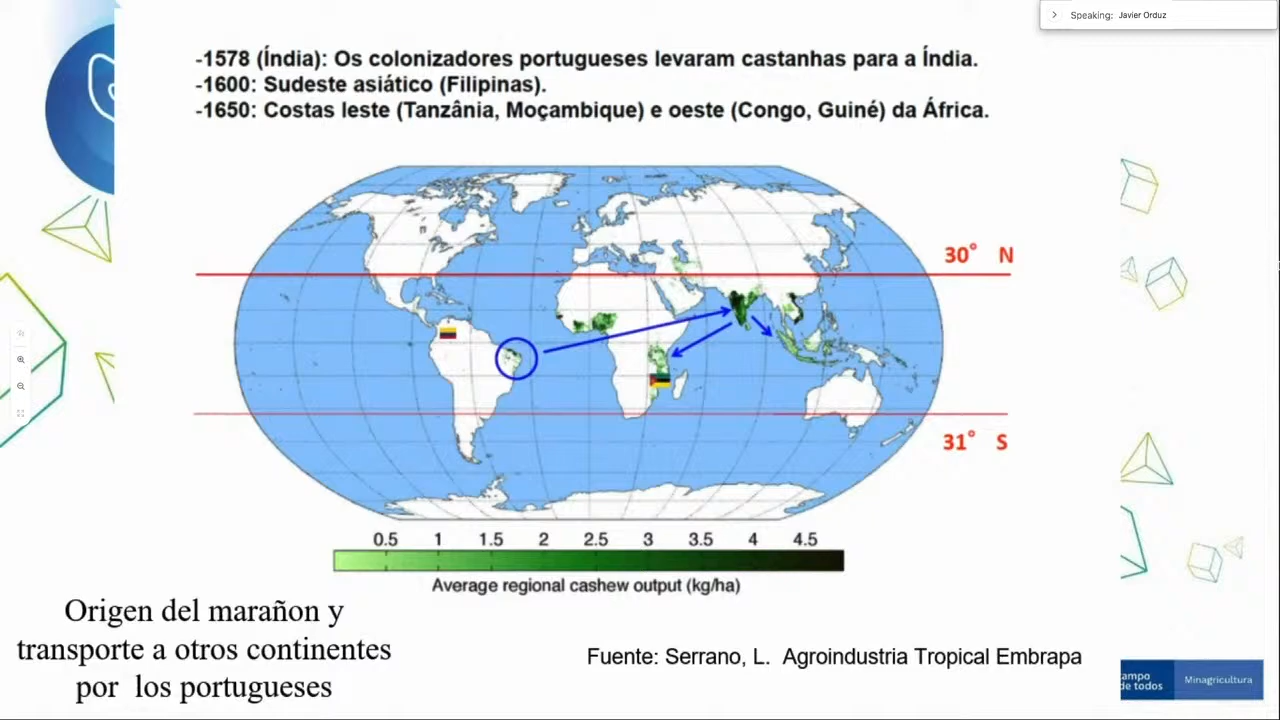 Speaking: Javier Orduz
-1578 (Índia): Os colonizadores portugueses levaram castanhas para a Índia.
-1600: Sudeste asiático (Filipinas).
-1650: Costas leste (Tanzânia, Moçambique) e oeste (Congo, Guiné) da África.
30° N
31° S
0.5 1 1.5 2 2.5 3 3.5 4 4.5
Average regional cashew output (kg/ha)
Origen del marañon y
transporte a otros continentes
por los portugueses
Fuente: Serrano, L. Agroindustria Tropical Embrapa
ampo
de todos
Minagricultura